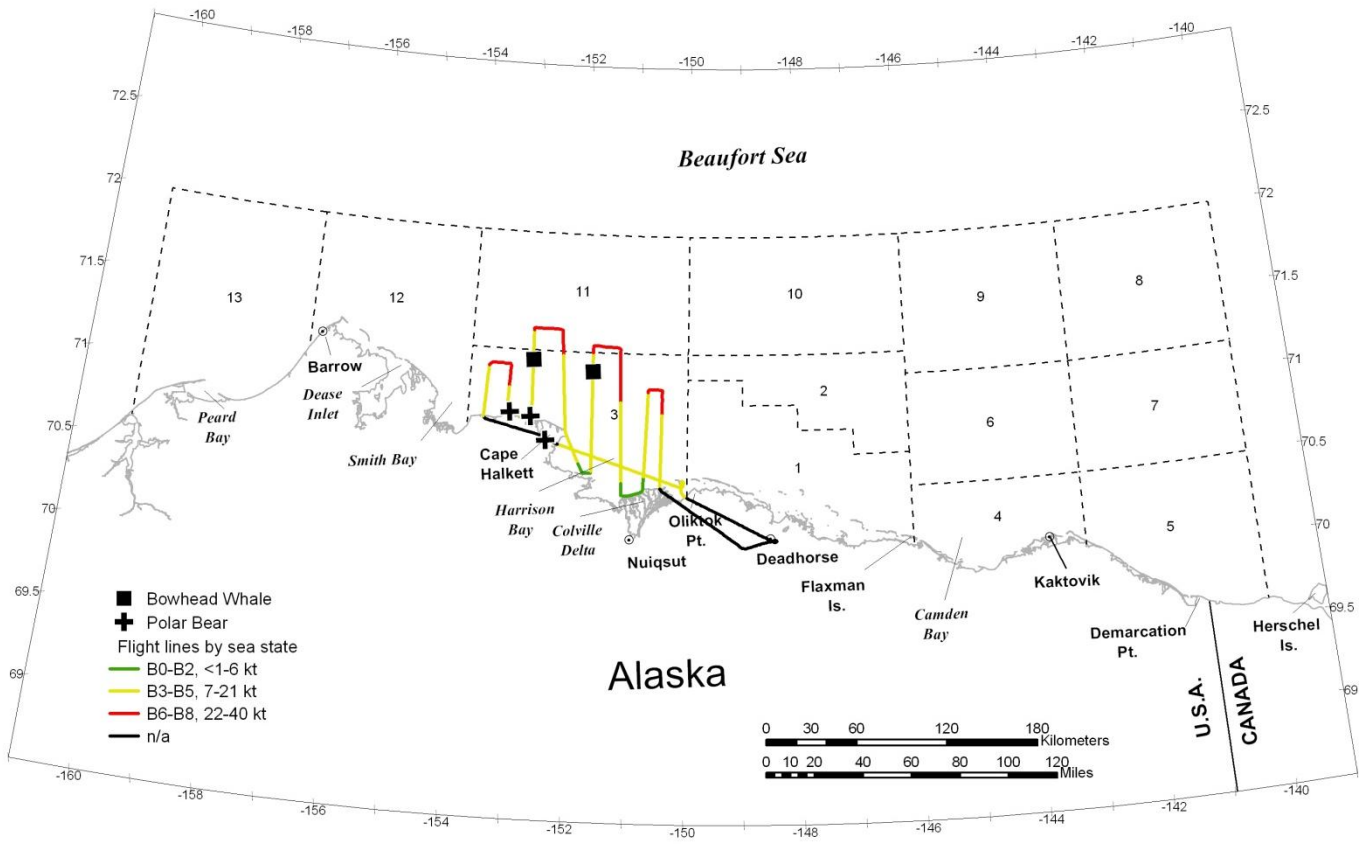 -160
-158
-156
-154
-152
-150
-148
-146
-144
-142
-140
72.5
72.5
Beaufort Sea
72
72
71.5
71.5
13
12
11
10
9
8
71
71
Barrow
Dease
Inlet
Peard
Bay
Smith Bay
Cape
Halkett
3
2
1
6
7
70.5
70.5
Harrison
Bay
Colville
Delta
Nuiqsut
Oliktok
Pt.
Deadhorse
4
5
70
70
Flaxman
Is.
Camden
Bay
Kaktovik
Demarcation
Pt.
Herschel
Is.
69.5
69.5
Bowhead Whale
Polar Bear
Flight lines by sea state
B0-B2, <1-6 kt
B3-B5, 7-21 kt
B6-B8, 22-40 kt
n/a
Alaska
U.S.A.
CANADA
69
69
0 30 60 120 180
Kilometers
0 10 20 40 60 80 100 120
Miles
-160
-158
-156
-154
-152
-150
-148
-146
-144
-142
-140